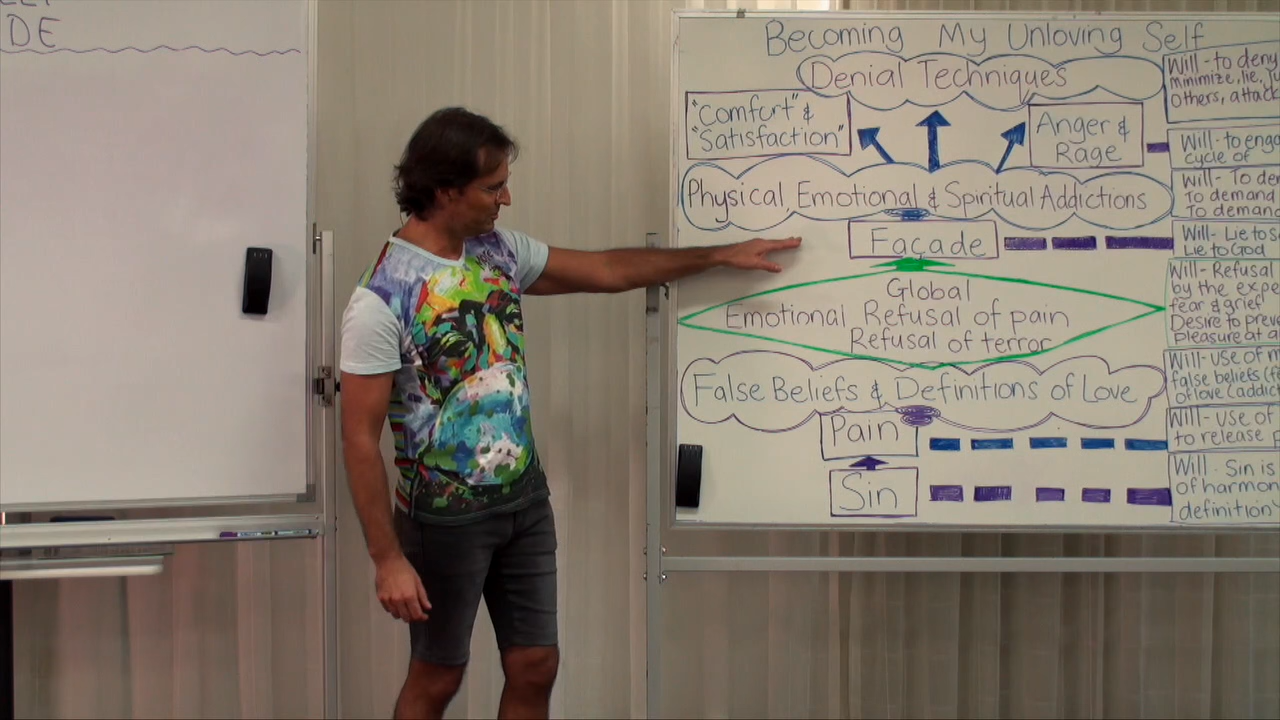 DE
Becoming My Unloving Self
Denial Techniques
"Comfort" &
"Satisfaction"
Anger &
Rage
Physical, Emotional & Spiritual Addictions
Façade
Global
Emotional Refusal of pain
Refusal of terror
False Beliefs & Definitions of Love
Pain
Sin
Will - to deny
minimize, lie,
Others, attack
Will - to eng
cycle of
Will - To de
To demand
To demand
Will - Lie to s
Lie to God
Will - Refusal
by the expe
fear & grief
Desire to prev
pleasure at a
Will - use of m
false beliefs (f
of love (addic
Will - use of
to release p
Will - Sin is
of harmon
definition